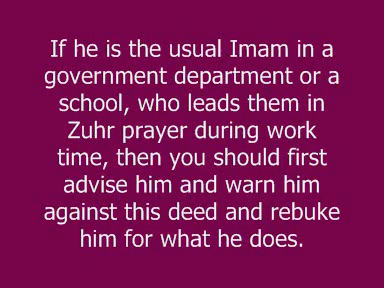 If he is the usual Imam in a
government department or a
school, who leads them in
Zuhr prayer during work
time, then you should first
advise him and warn him
against this deed and rebuke
him for what he does.